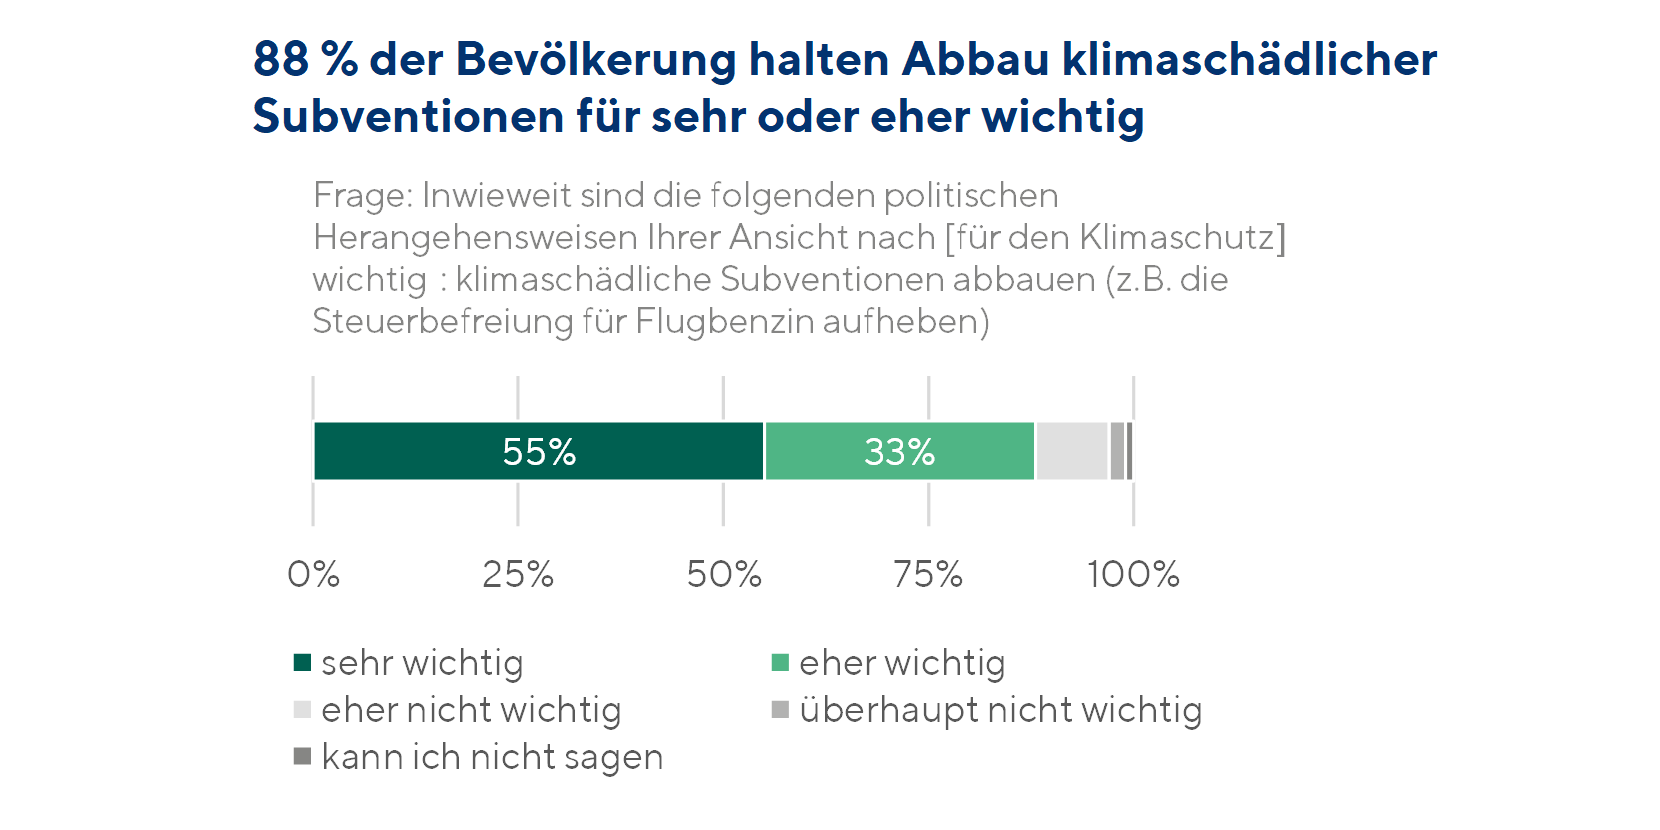 88 % der Bevölkerung halten Abbau klimaschädlicher
Subventionen für sehr oder eher wichtig
Frage: Inwieweit sind die folgenden politischen
Herangehensweisen Ihrer Ansicht nach [für den Klimaschutz]
wichtig : klimaschädliche Subventionen abbauen (z.B. die
Steuerbefreiung für Flugbenzin aufheben)
55% 33%
0% 25% 50% 75% 100%
sehr wichtig eher wichtig
eher nicht wichtig überhaupt nicht wichtig
kann ich nicht sagen